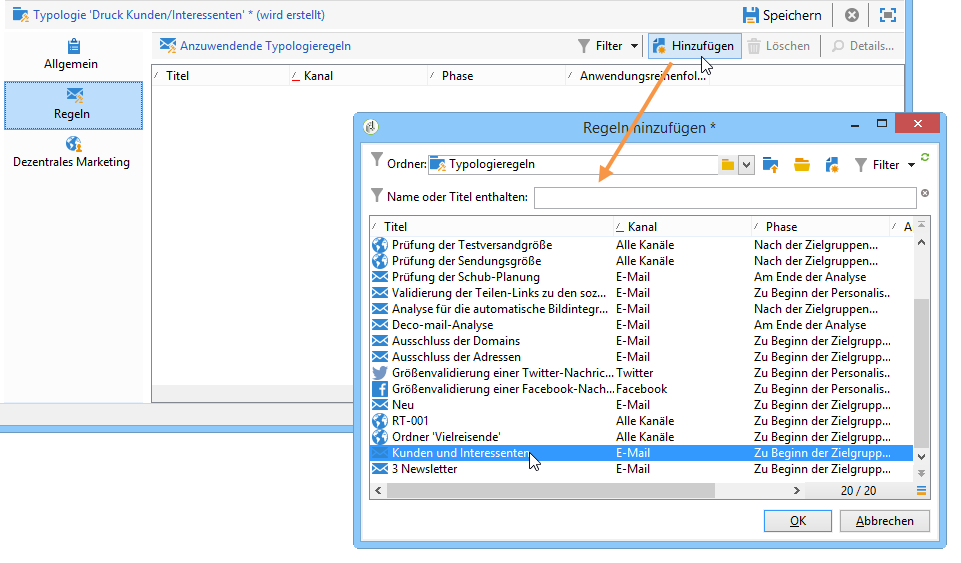 Typologie 'Druck Kunden/Interessenten' * (wird erstellt) Speichern
Allgemein
Regeln
Dezentrales Marketing
Anzuwendende Typologieregeln Filter Hinzufügen Löschen Details...
Titel Kanal Phase Anwendungsreihenfol...
Regeln hinzufügen *
Ordner: Typologieregeln Filter
Name oder Titel enthalten:
Titel Kanal Phase A
Prüfung der Testversandgröße Alle Kanäle Nach der Zielgruppen...
Prüfung der Sendungsgröße Alle Kanäle Nach der Zielgruppen...
Prüfung der Schub-Planung E-Mail Am Ende der Analyse
Validierung der Teilen-Links zu den soz... E-Mail Zu Beginn der Personalis..
Analyse für die automatische Bildintegr... E-Mail Nach der Zielgruppen...
Deco-mail-Analyse E-Mail Am Ende der Analyse
Ausschluss der Domains E-Mail Zu Beginn der Zielgrupp...
Ausschluss der Adressen E-Mail Zu Beginn der Zielgrupp...
Größenvalidierung einer Twitter-Nachric... Twitter Zu Beginn der Personalis..
Größenvalidierung einer Facebook-Nach... Facebook Zu Beginn der Personalis..
Neu E-Mail Zu Beginn der Zielgrupp...
RT-001 Alle Kanäle Zu Beginn der Zielgrupp...
Ordner 'Vielreisende' Alle Kanäle Zu Beginn der Zielgrupp...
Kunden und Interessenten E-Mail Zu Beginn der Zielgrupp...
3 Newsletter E-Mail Zu Beginn der Zielgrupp...
20 / 20
OK Abbrechen